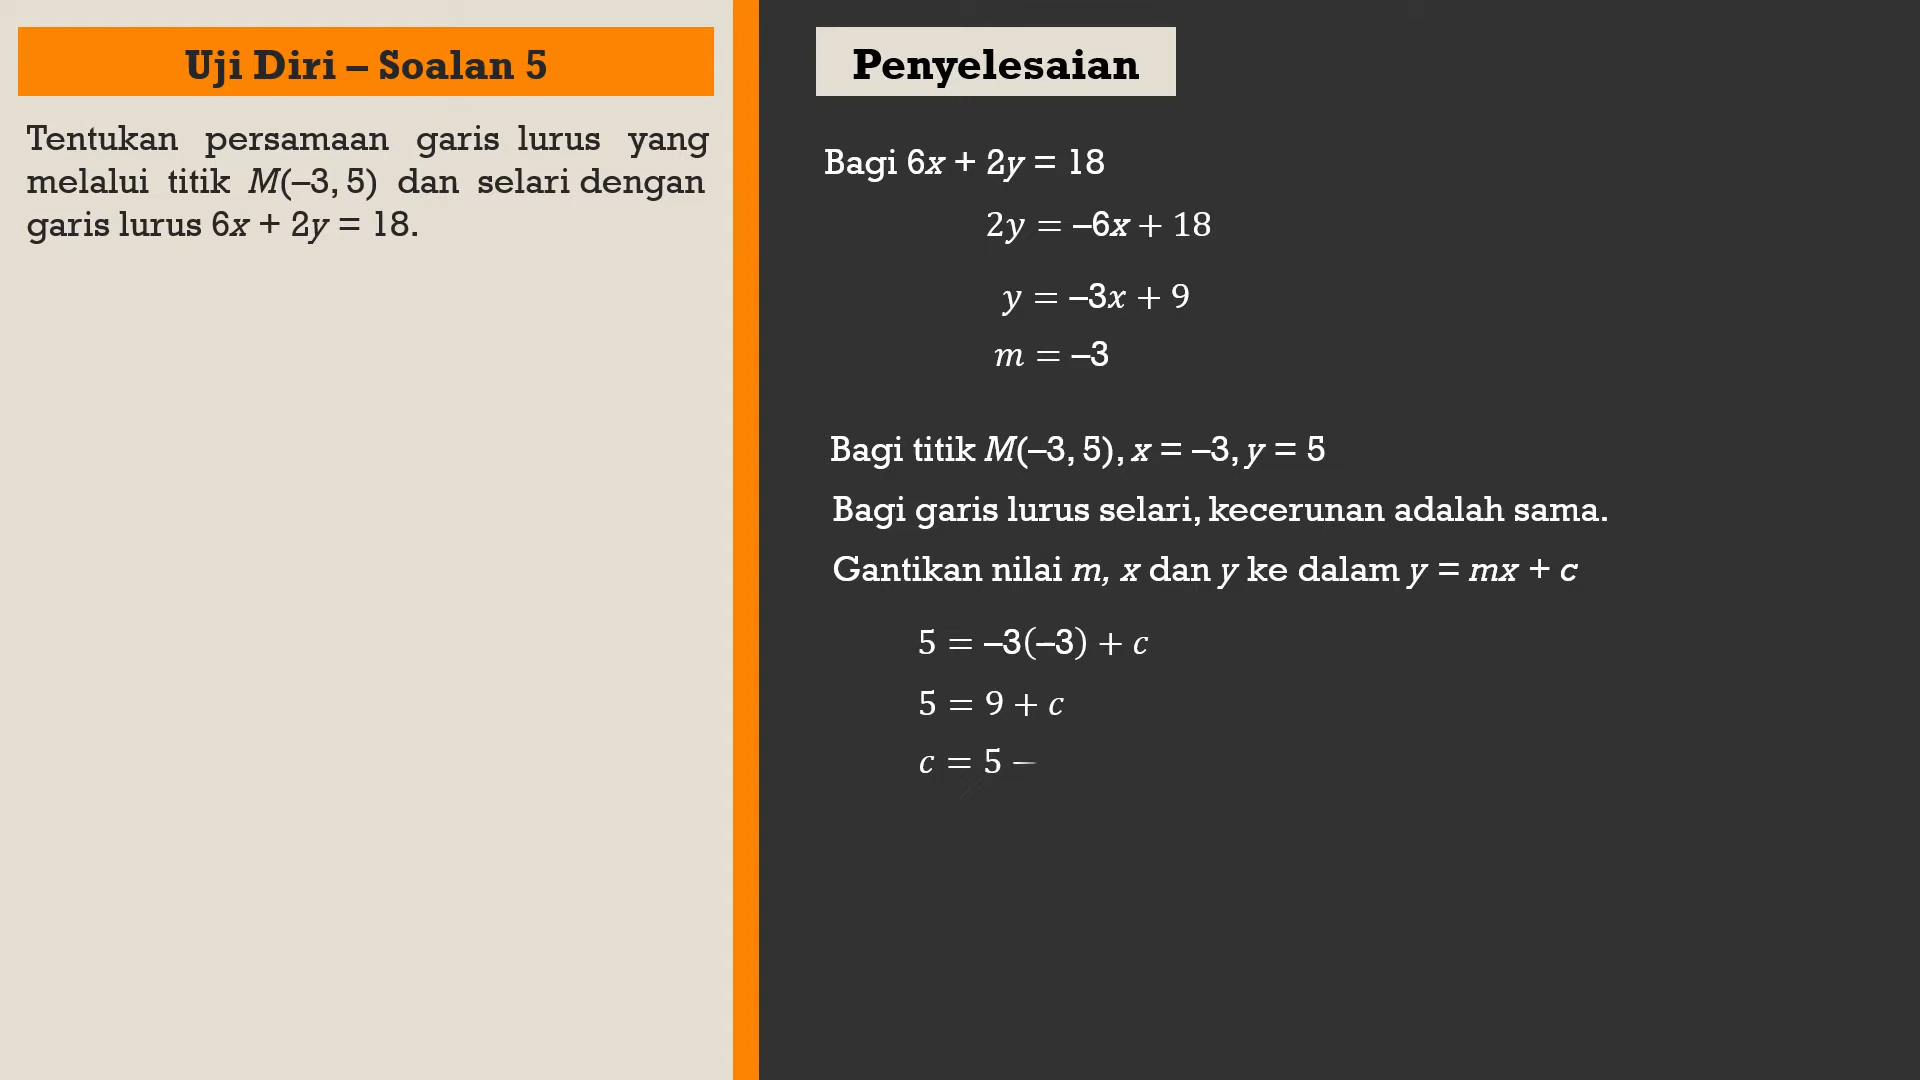 Uji Diri – Soalan 5
Tentukan persamaan garis lurus yang
melalui titik M(–3, 5) dan selari dengan
garis lurus 6x + 2y = 18.
Penyelesaian
Bagi 6x + 2y = 18
2y = –6x + 18
y = –3x + 9
m = –3
Bagi titik M(–3, 5), x = –3, y = 5
Bagi garis lurus selari, kecerunan adalah sama.
Gantikan nilai m, x dan y ke dalam y = mx + c
5 = –3(–3) + c
5 = 9 + c
c = 5 –